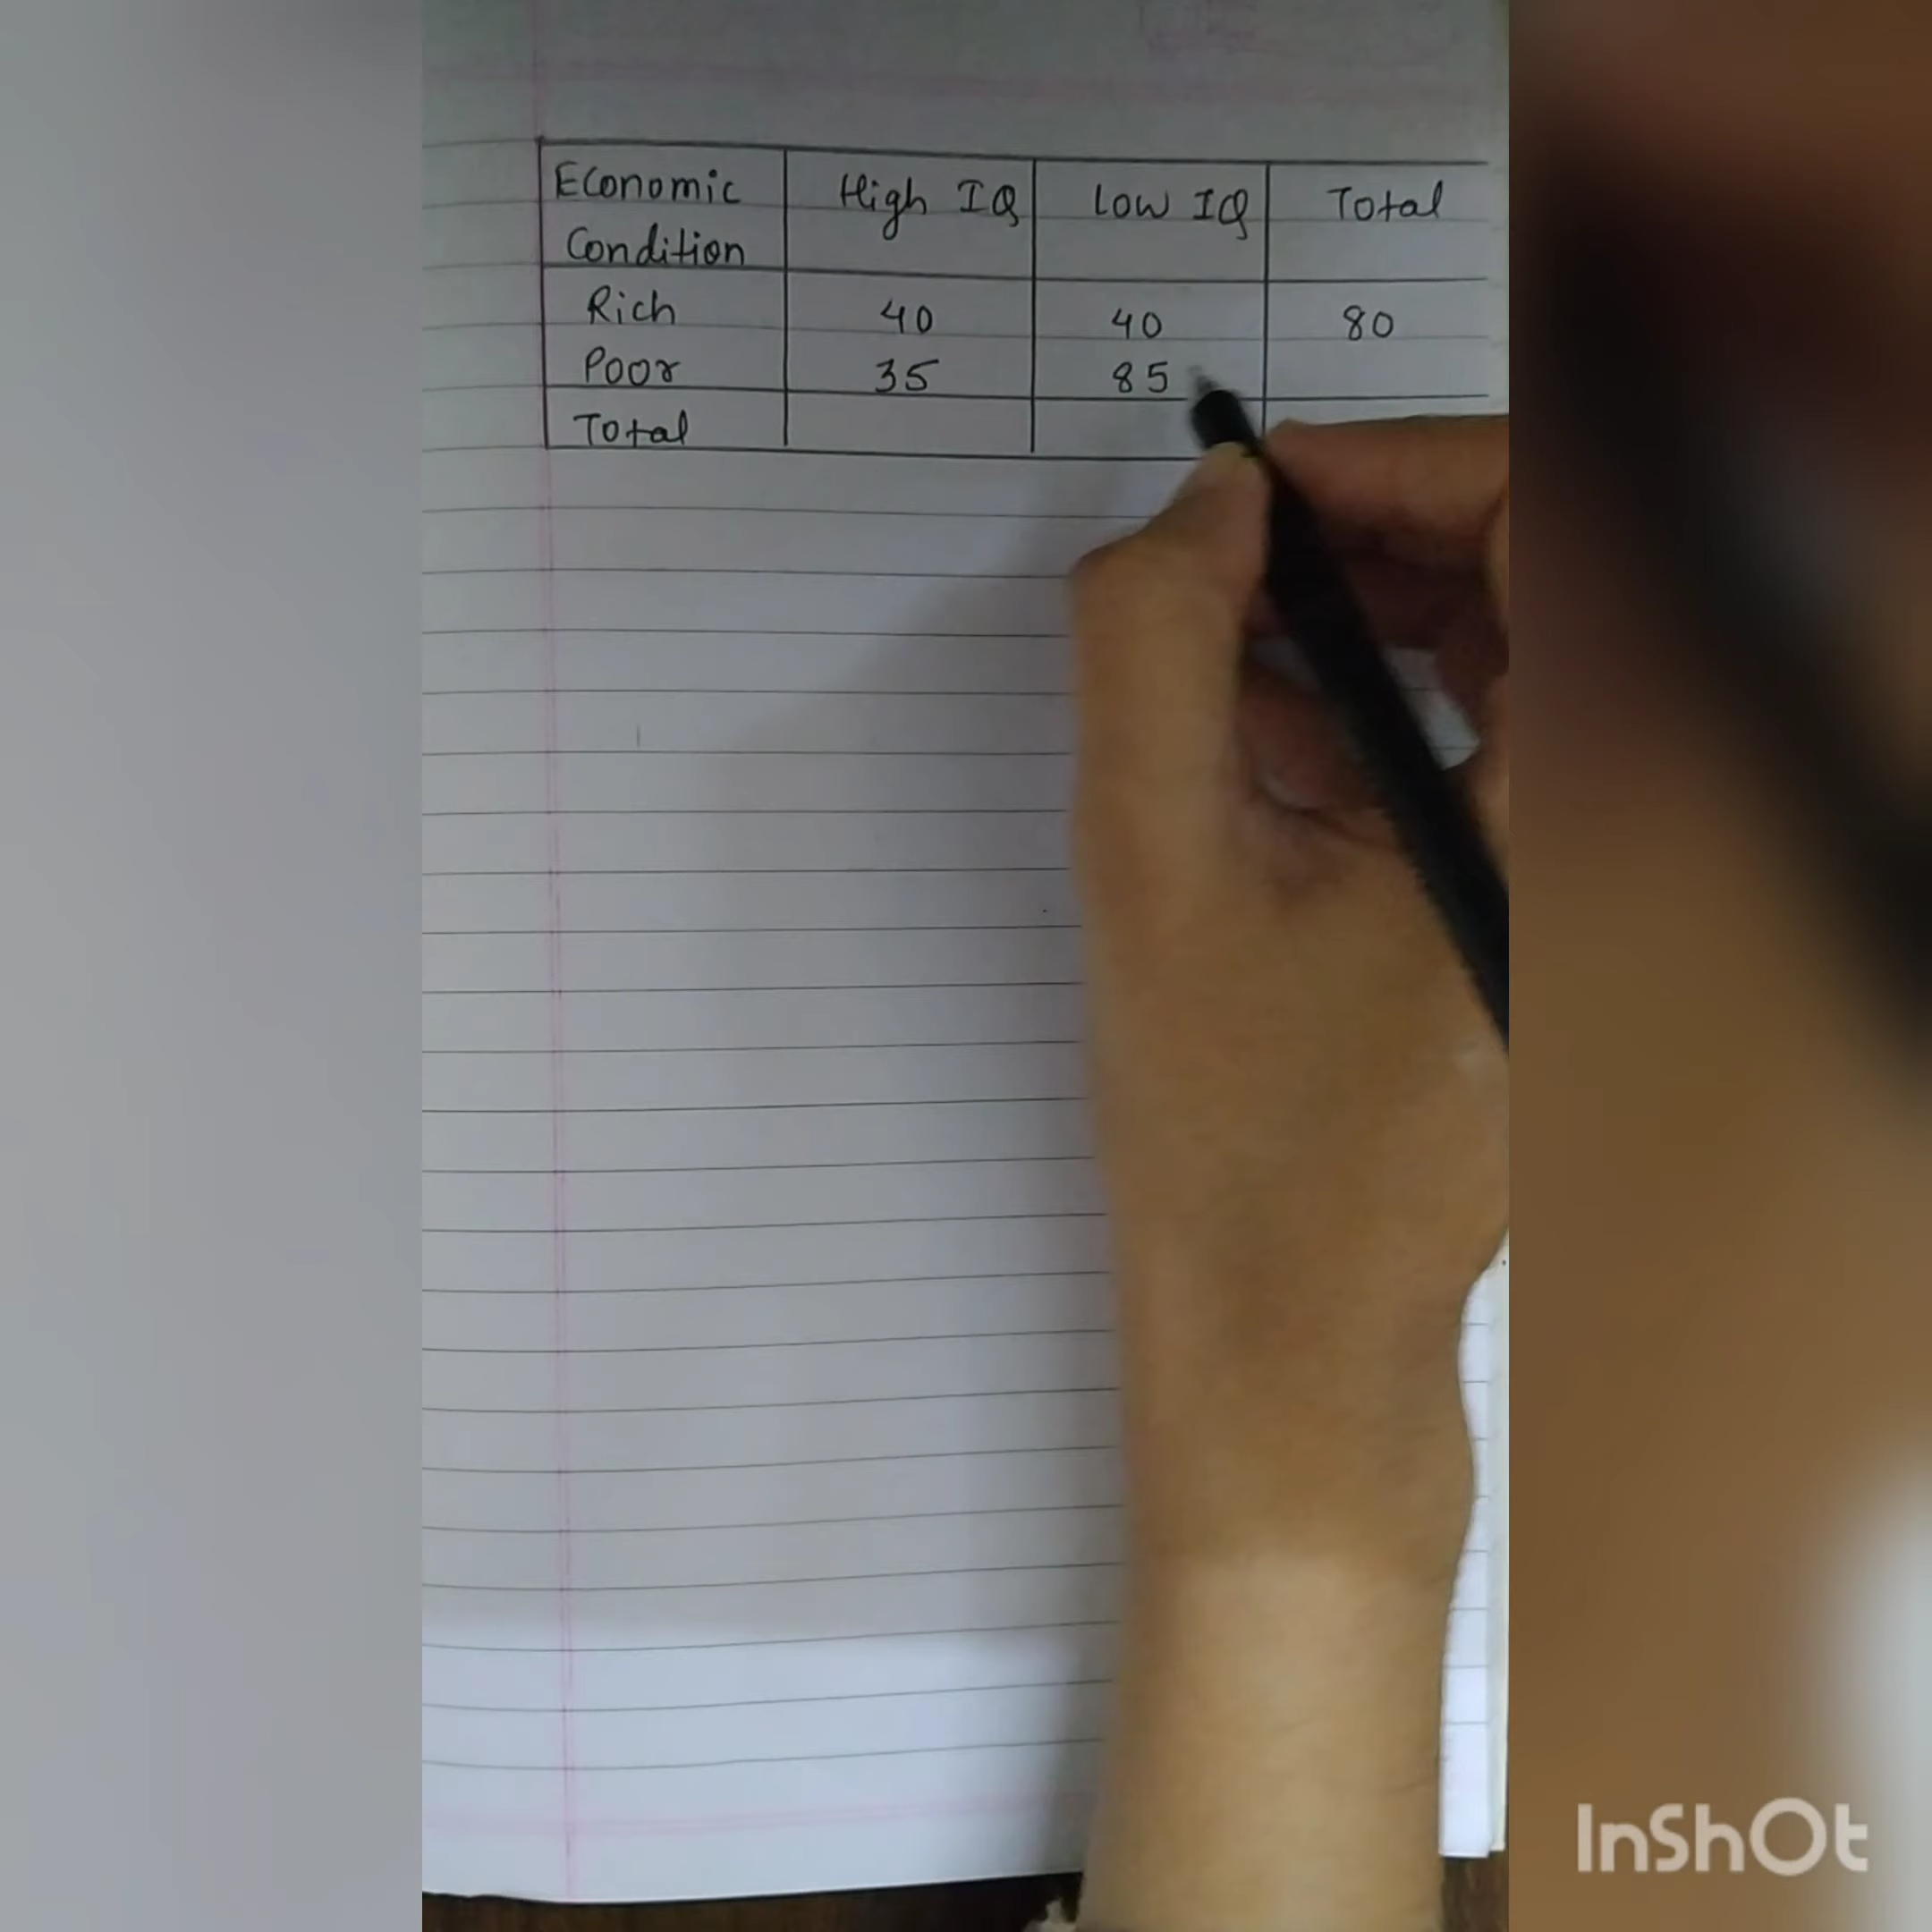 Economic Condition High IQ Low IQ Total
Rich 40 40 80
Poor 35 85
Total
InShOt